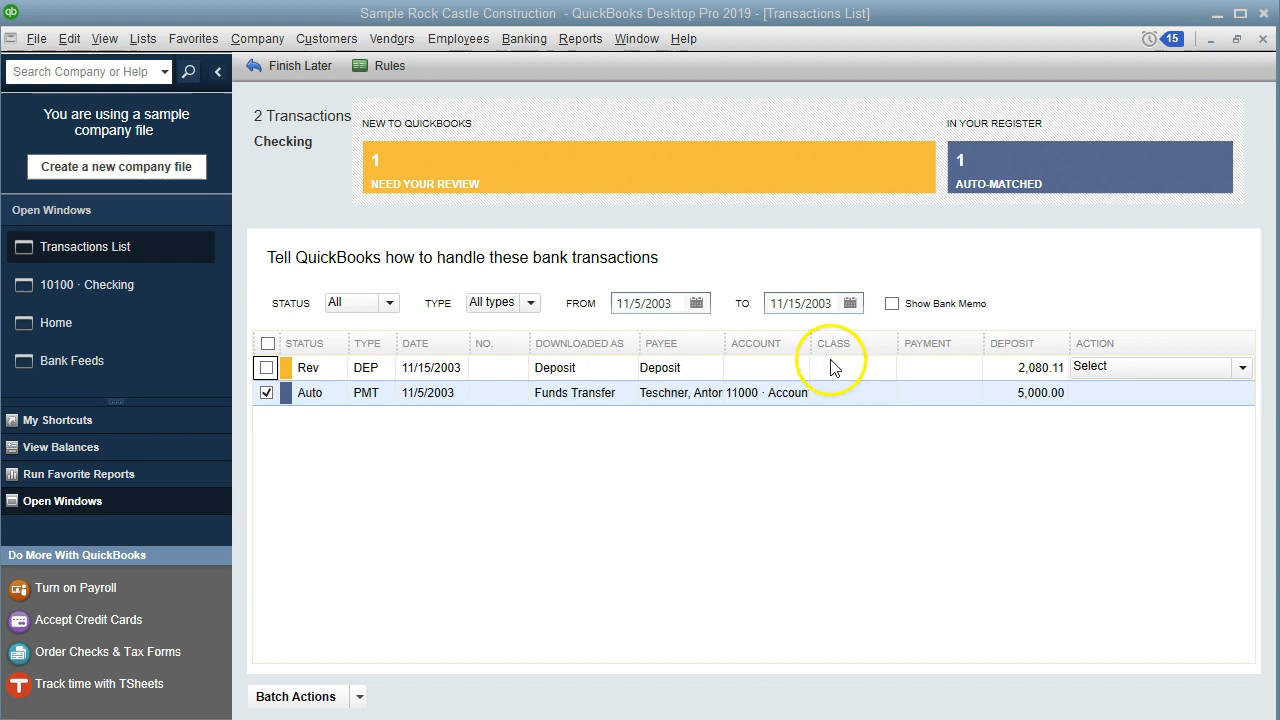 qb Sample Rock Castle Construction - QuickBooks Desktop Pro 2019 - [Transactions List]
File Edit View Lists Favorites Company Customers Vendors Employees Banking Reports Window Help 15
Search Company or Help
Finish Later Rules
You are using a sample
company file
Create a new company file
Open Windows
Transactions List
10100 · Checking
Home
Bank Feeds
My Shortcuts
View Balances
Run Favorite Reports
Open Windows
Do More With QuickBooks
Turn on Payroll
Accept Credit Cards
Order Checks & Tax Forms
T Track time with TSheets
2 Transactions
Checking
NEW TO QUICKBOOKS
1
NEED YOUR REVIEW
IN YOUR REGISTER
1
AUTO-MATCHED
Tell QuickBooks how to handle these bank transactions
STATUS All TYPE All types FROM 11/5/2003 TO 11/15/2003 Show Bank Memo
STATUS TYPE DATE NO. DOWNLOADED AS PAYEE ACCOUNT CLASS PAYMENT DEPOSIT ACTION
Rev DEP 11/15/2003 Deposit Deposit 2,080.11 Select
Auto PMT 11/5/2003 Funds Transfer Teschner, Antor 11000 · Accoun 5,000.00
Batch Actions